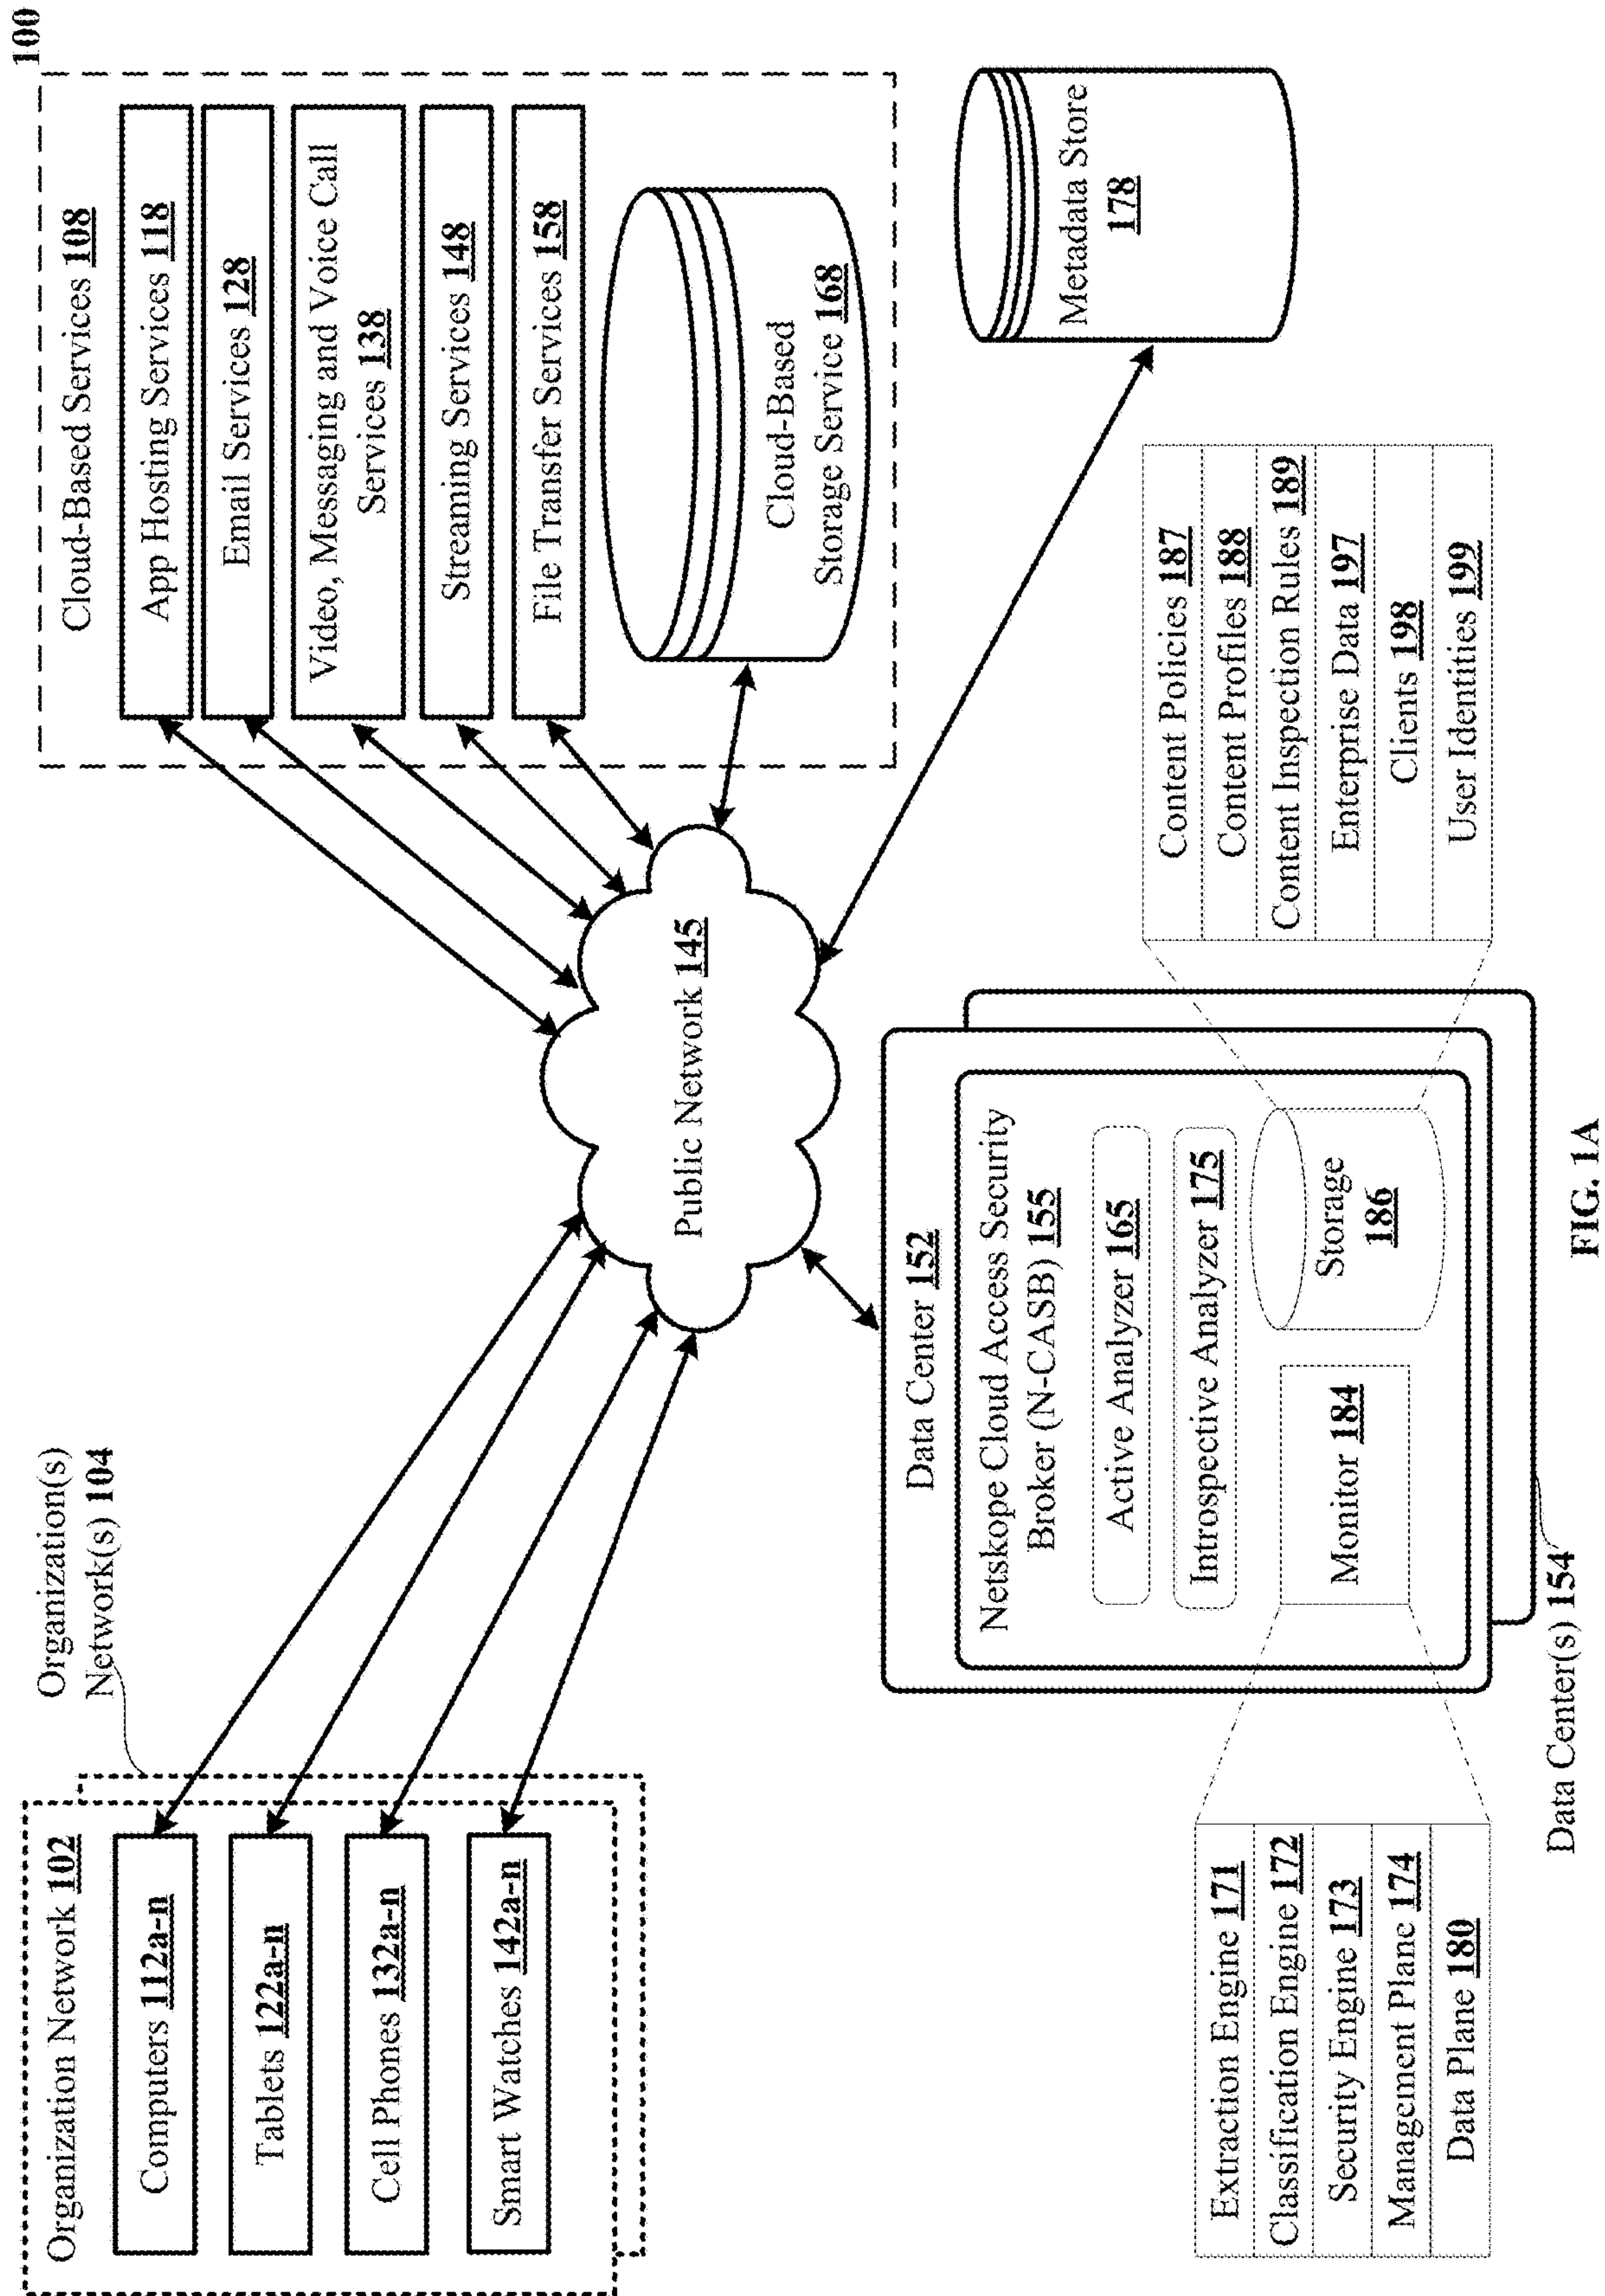 100
Organization Network 102
Computers 112a-n
Tablets 122a-n
Cell Phones 132a-n
Smart Watches 142a-n
Organization(s)
Network(s) 104
Public Network 145
Cloud-Based Services 108
App Hosting Services 118
Email Services 128
Video, Messaging and Voice Call
Services 138
Streaming Services 148
File Transfer Services 158
Cloud-Based
Storage Service 168
Metadata Store
178
Data Center 152
Netskope Cloud Access Security
Broker (N-CASB) 155
Active Analyzer 165
Introspective Analyzer 175
Monitor 184
Storage
186
Extraction Engine 171
Classification Engine 172
Security Engine 173
Management Plane 174
Data Plane 180
Content Policies 187
Content Profiles 188
Content Inspection Rules 189
Enterprise Data 197
Clients 198
User Identities 199
Data Center(s) 154
FIG. 1A